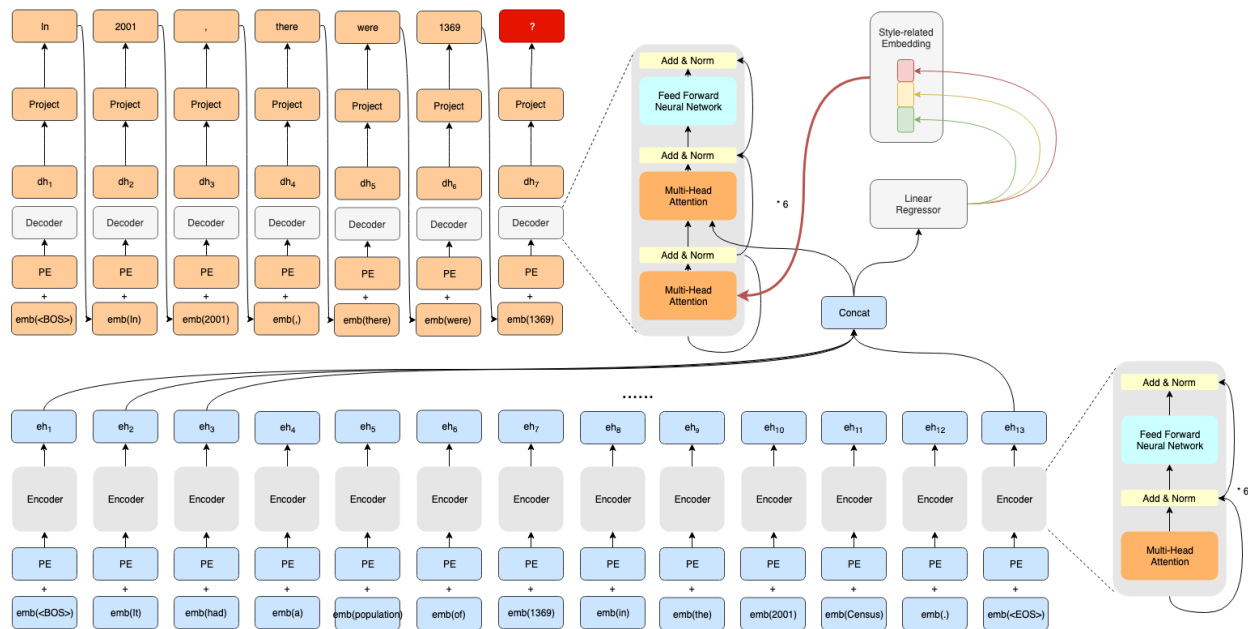 In 2001 , there were 1369 ?
Project Project Project Project Project Project Project
dh1 dh2 dh3 dh4 dh5 dh6 dh7
Decoder Decoder Decoder Decoder Decoder Decoder Decoder
PE PE PE PE PE PE PE
+ + + + + + +
emb(<BOS>) emb(In) emb(2001) emb(,) emb(there) emb(were) emb(1369)
Add & Norm
Feed Forward
Neural Network
Add & Norm
Multi-Head
Attention
* 6
Add & Norm
Multi-Head
Attention
Style-related
Embedding
Linear
Regressor
Concat
......
eh1 eh2 eh3 eh4 eh5 eh6 eh7 eh8 eh9 eh10 eh11 eh12 eh13
Encoder Encoder Encoder Encoder Encoder Encoder Encoder Encoder Encoder Encoder Encoder Encoder Encoder
PE PE PE PE PE PE PE PE PE PE PE PE PE
+ + + + + + + + + + + + +
emb(<BOS>) emb(It) emb(had) emb(a) emb(population) emb(of) emb(1369) emb(in) emb(the) emb(2001) emb(Census) emb(.) emb(<EOS>)
Add & Norm
Feed Forward
Neural Network
* 6
Add & Norm
Multi-Head
Attention